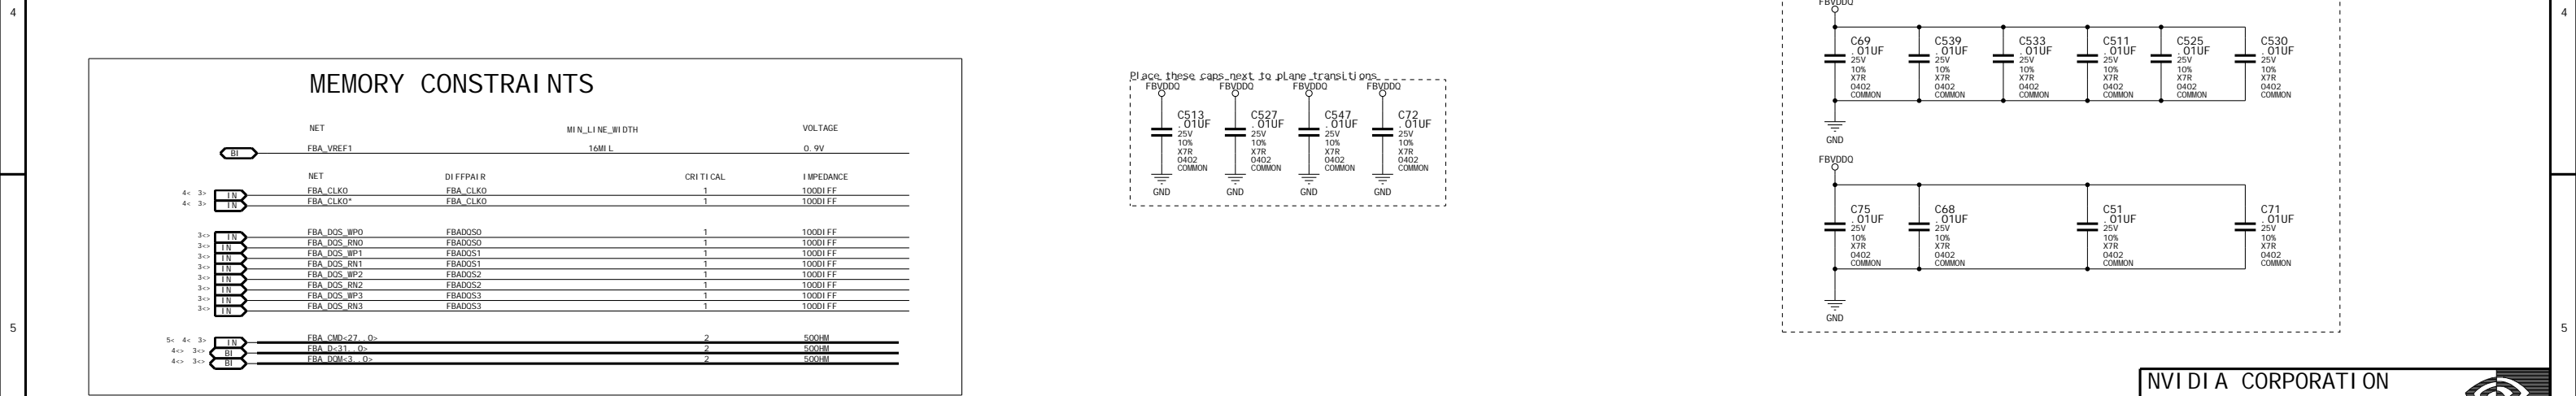 4
MEMORY CONSTRAINTS
NET MIN_LINE_WIDTH VOLTAGE
BI FBA_VREF1 16MIL 0.9V
NET DIFFPAIR CRITICAL IMPEDANCE
4< 3> IN FBA_CLK0 FBA_CLK0 1 100DIFF
4< 3> IN FBA_CLK0* FBA_CLK0 1 100DIFF
3<> IN FBA_DQS_WP0 FBADQS0 1 100DIFF
3<> IN FBA_DQS_RN0 FBADQS0 1 100DIFF
3<> IN FBA_DQS_WP1 FBADQS1 1 100DIFF
3<> IN FBA_DQS_RN1 FBADQS1 1 100DIFF
3<> IN FBA_DQS_WP2 FBADQS2 1 100DIFF
3<> IN FBA_DQS_RN2 FBADQS2 1 100DIFF
3<> IN FBA_DQS_WP3 FBADQS3 1 100DIFF
3<> IN FBA_DQS_RN3 FBADQS3 1 100DIFF
5< 4< 3> IN FBA_CMD<27..0> 2 50OHM
4<> 3<> BI FBA_D<31..0> 2 50OHM
4<> 3<> BI FBA_DQM<3..0> 2 50OHM
5
Place these caps next to plane transitions
FBVDDQ FBVDDQ FBVDDQ FBVDDQ
C513 C527 C547 C72
.01UF .01UF .01UF .01UF
25V 25V 25V 25V
10% 10% 10% 10%
X7R X7R X7R X7R
0402 0402 0402 0402
COMMON COMMON COMMON COMMON
GND GND GND GND
FBVDDQ
C69 C539 C533 C511 C525 C530
.01UF .01UF .01UF .01UF .01UF .01UF
25V 25V 25V 25V 25V 25V
10% 10% 10% 10% 10% 10%
X7R X7R X7R X7R X7R X7R
0402 0402 0402 0402 0402 0402
COMMON COMMON COMMON COMMON COMMON COMMON
GND
FBVDDQ
C75 C68 C51 C71
.01UF .01UF .01UF .01UF
25V 25V 25V 25V
10% 10% 10% 10%
X7R X7R X7R X7R
0402 0402 0402 0402
COMMON COMMON COMMON COMMON
GND
4
5
NVIDIA CORPORATION